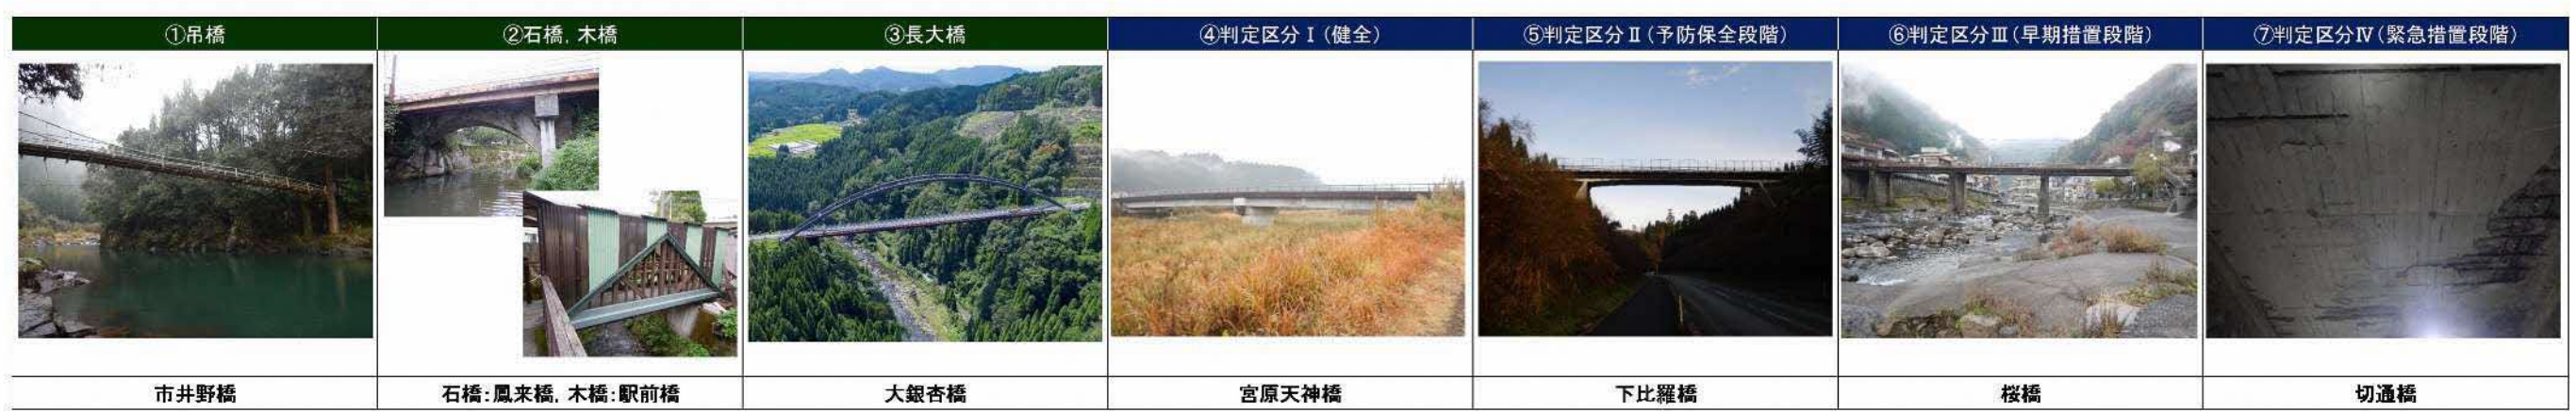 ①吊橋
②石橋，木橋
③長大橋
④判定区分Ⅰ（健全）
⑤判定区分Ⅱ（予防保全段階）
⑥判定区分Ⅲ（早期措置段階）
⑦判定区分Ⅳ（緊急措置段階）
市井野橋
石橋：鳳来橋，木橋：駅前橋
大銀杏橋
宮原天神橋
下比羅橋
桜橋
切通橋